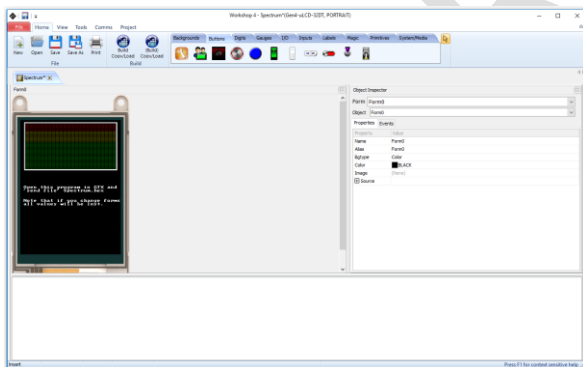 Workshop 4 - Spectrum*(Gen4-uLCD-32DT, PORTRAIT)
File Home View Tools Comms Project
New Open Save Save As Print
(Build) Copy/Load (Build) Copy/Load
File Build
Backgrounds Buttons Digits Gauges I/O Inputs Labels Magic Primitives System/Media
Spectrum*
Form0
Open this program in GTX and
Note that if you change forms
all values will be lost.
Object Inspector
Form Form0
Object Form0
Properties Events
Property Value
Name Form0
Alias Form0
Bgtype Color
Color BLACK
Image (None)
Source
Insert
Press F1 for context sensitive help